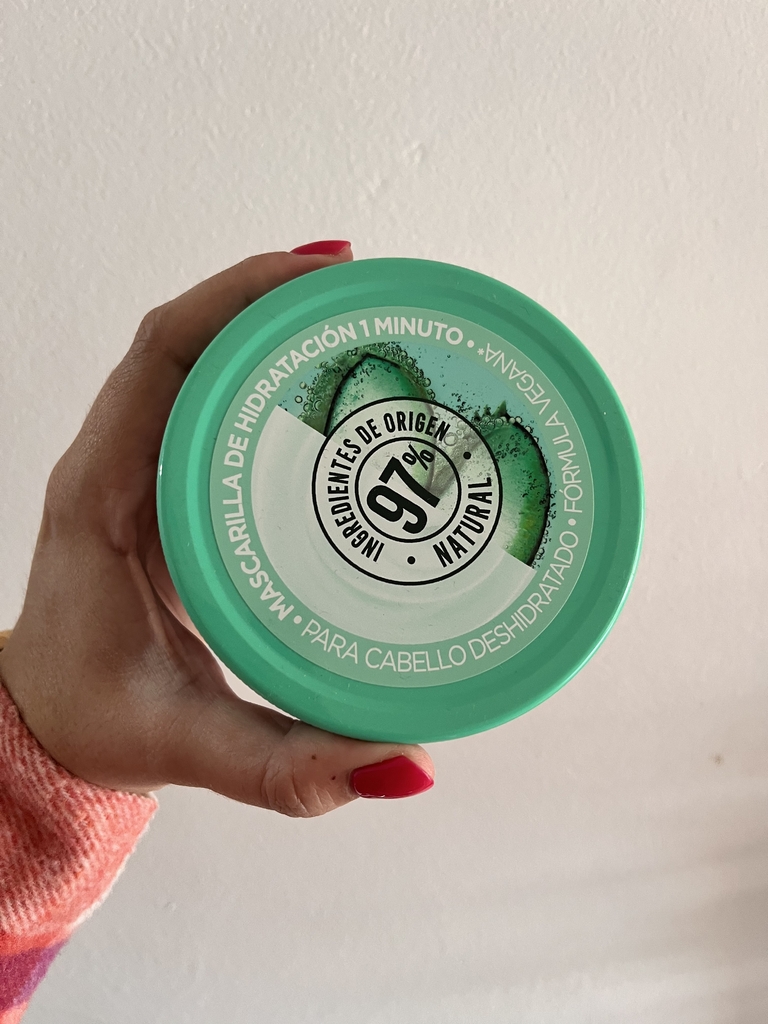 MASCARILLA DE HIDRATACIÓN 1 MINUTO •
PARA CABELLO DESHIDRATADO •
FÓRMULA VEGANA* •
INGREDIENTES DE ORIGEN • NATURAL •
97%